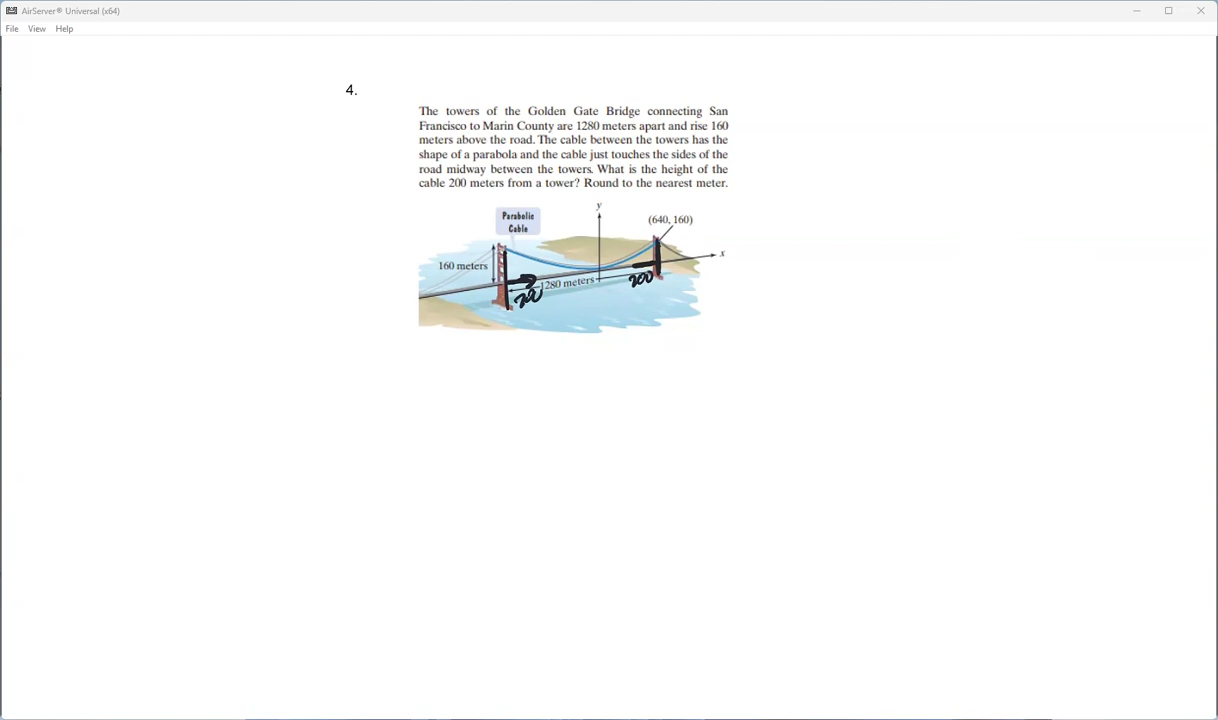 AirServer® Universal (x64)
File View Help
4.
The towers of the Golden Gate Bridge connecting San
Francisco to Marin County are 1280 meters apart and rise 160
meters above the road. The cable between the towers has the
shape of a parabola and the cable just touches the sides of the
road midway between the towers. What is the height of the
cable 200 meters from a tower? Round to the nearest meter.
Parabolic
Cable
y
(640, 160)
x
160 meters
1280 meters
200
200